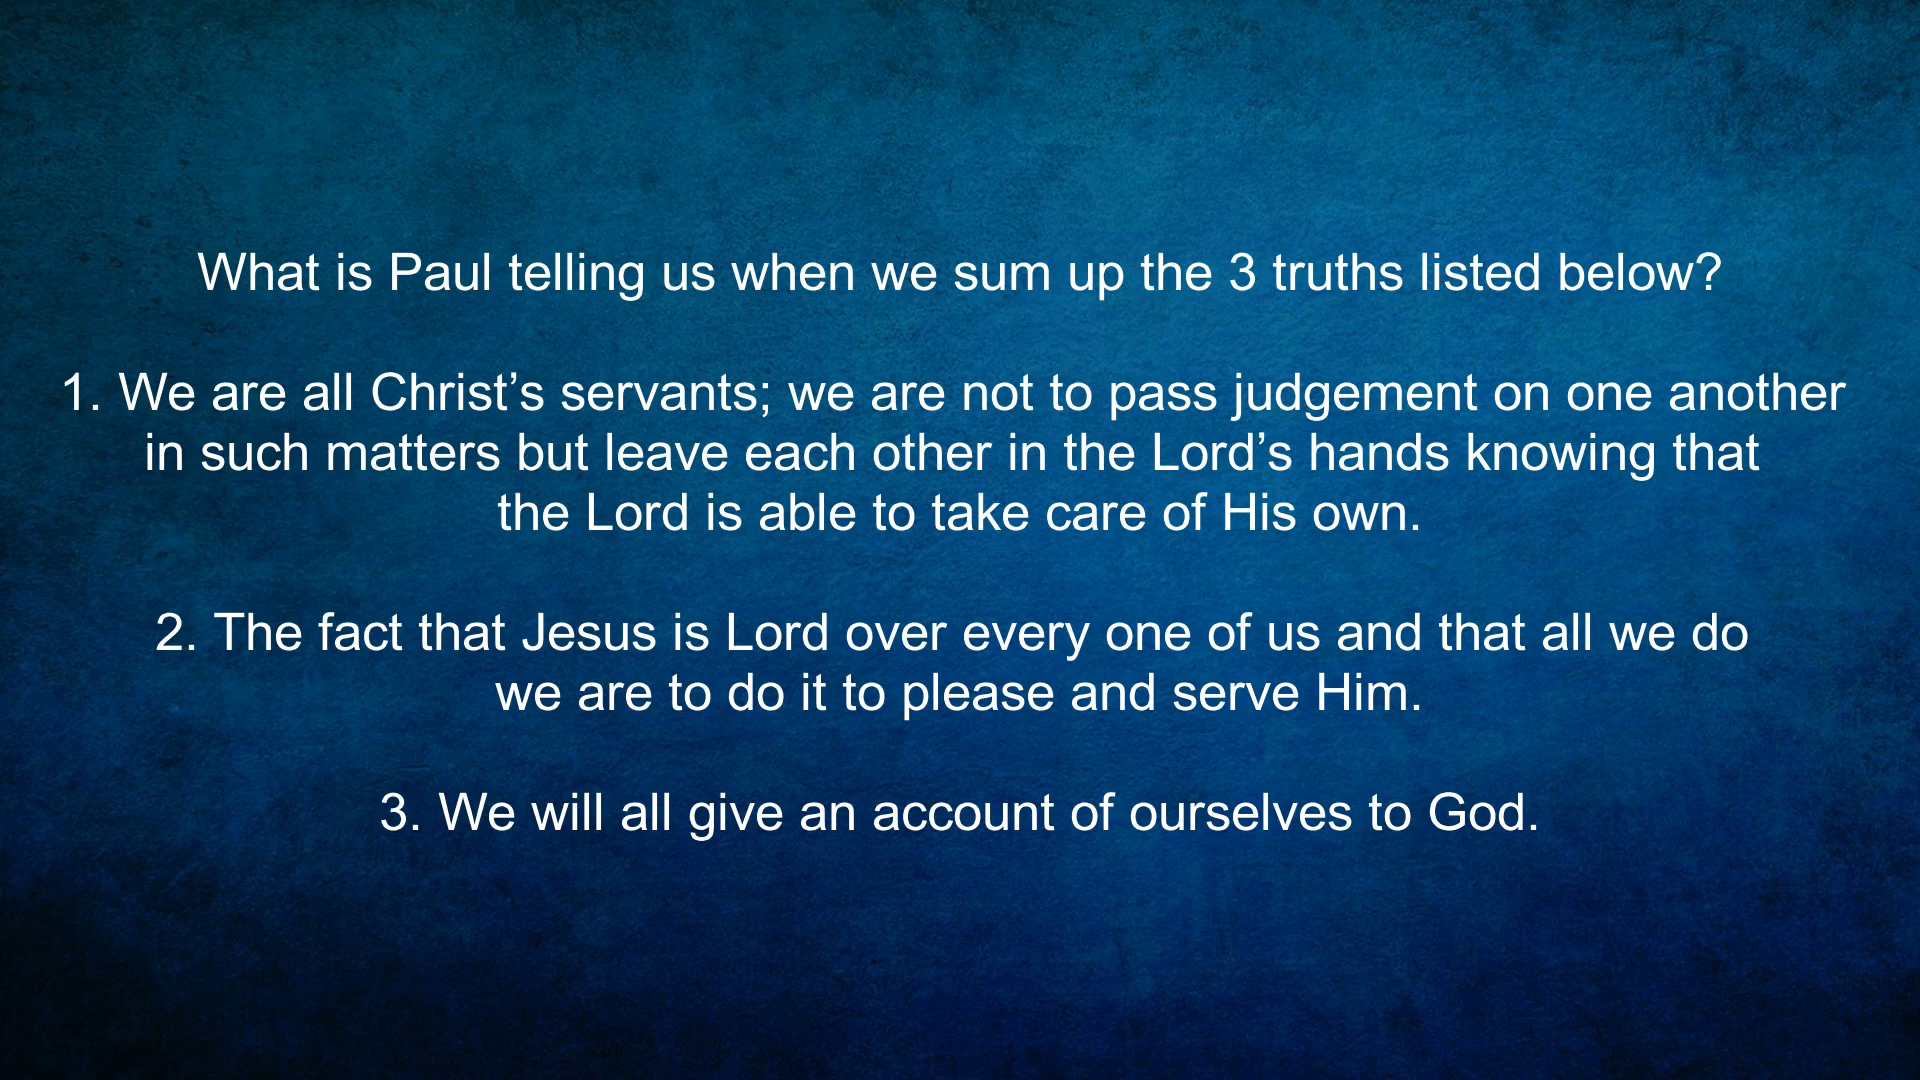 What is Paul telling us when we sum up the 3 truths listed below?
1. We are all Christ’s servants; we are not to pass judgement on one another
in such matters but leave each other in the Lord’s hands knowing that
the Lord is able to take care of His own.
2. The fact that Jesus is Lord over every one of us and that all we do
we are to do it to please and serve Him.
3. We will all give an account of ourselves to God.